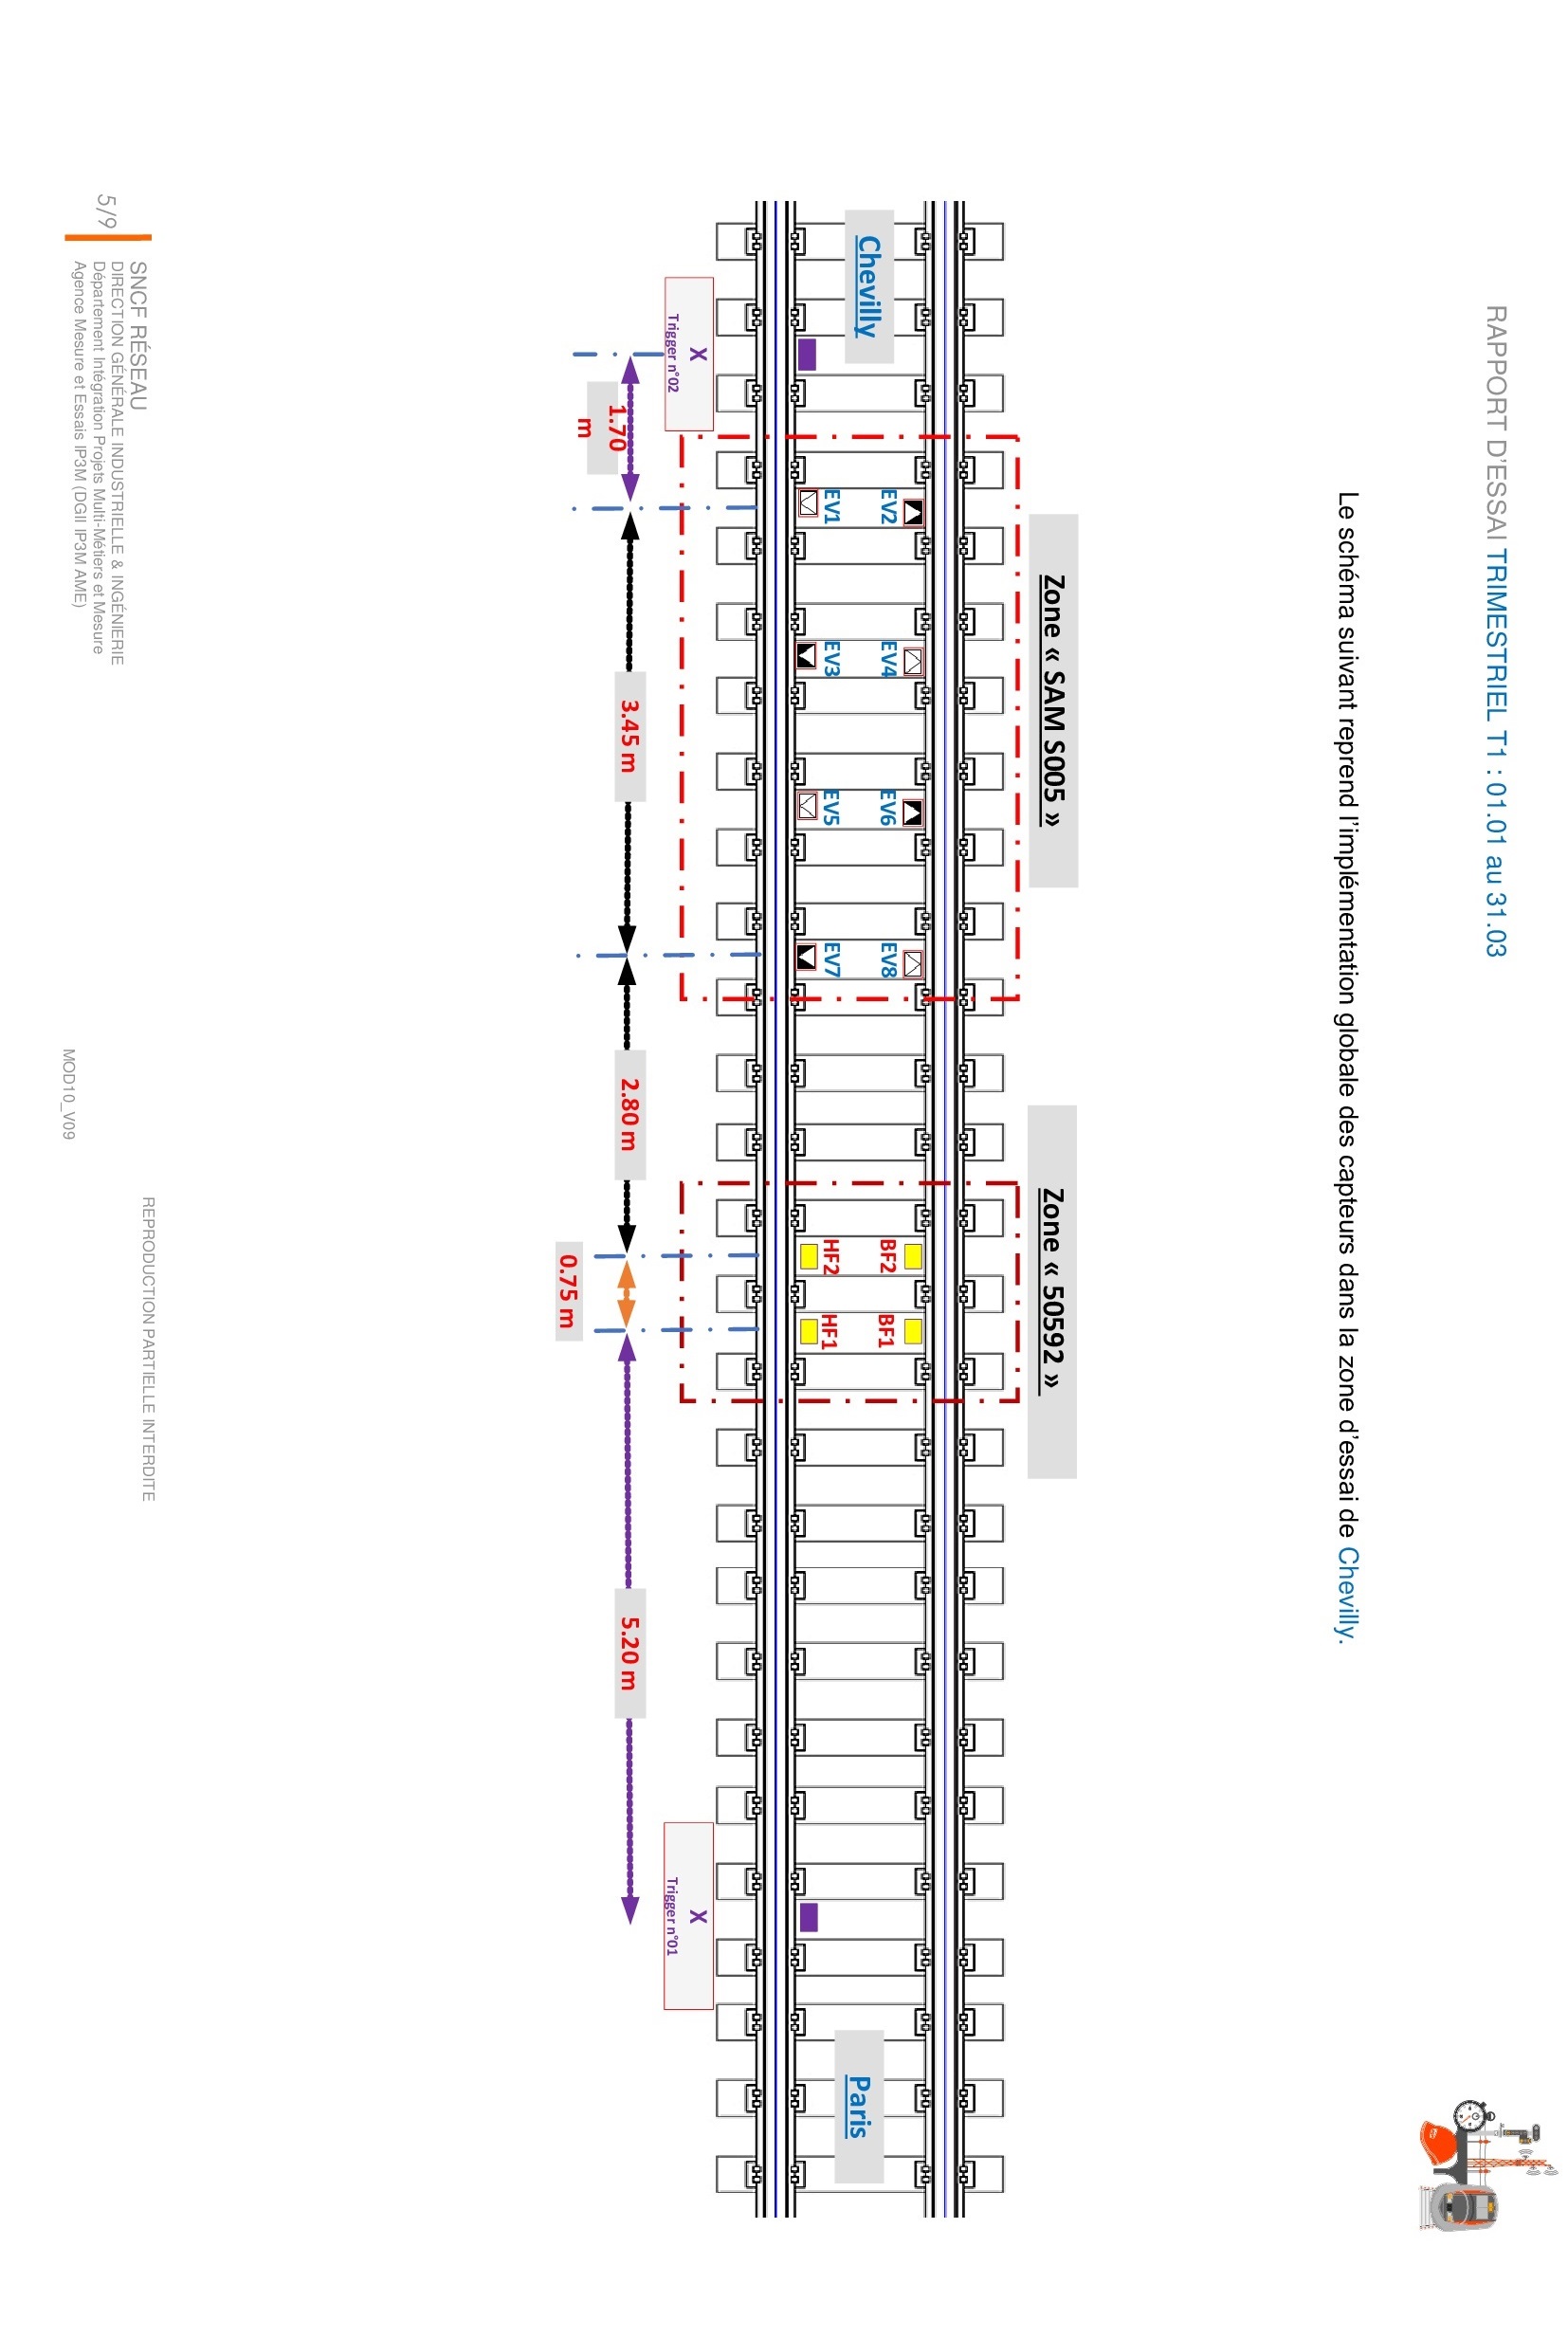 RAPPORT D'ESSAI TRIMESTRIEL T1 : 01.01 au 31.03
Le schéma suivant reprend l'implémentation globale des capteurs dans la zone d'essai de Chevilly.
Zone « SAM S005 »
Zone « 50592 »
Chevilly
Paris
EV2
EV4
EV6
EV8
BF2
BF1
EV1
EV3
EV5
EV7
HF2
HF1
X
Trigger n°02
X
Trigger n°01
1.70
m
3.45 m
2.80 m
0.75 m
5.20 m
5/9
SNCF RÉSEAU
DIRECTION GÉNÉRALE INDUSTRIELLE & INGÉNIERIE
Département Intégration Projets Multi-Métiers et Mesure
Agence Mesure et Essais IP3M (DGII IP3M AME)
REPRODUCTION PARTIELLE INTERDITE
MOD10_V09